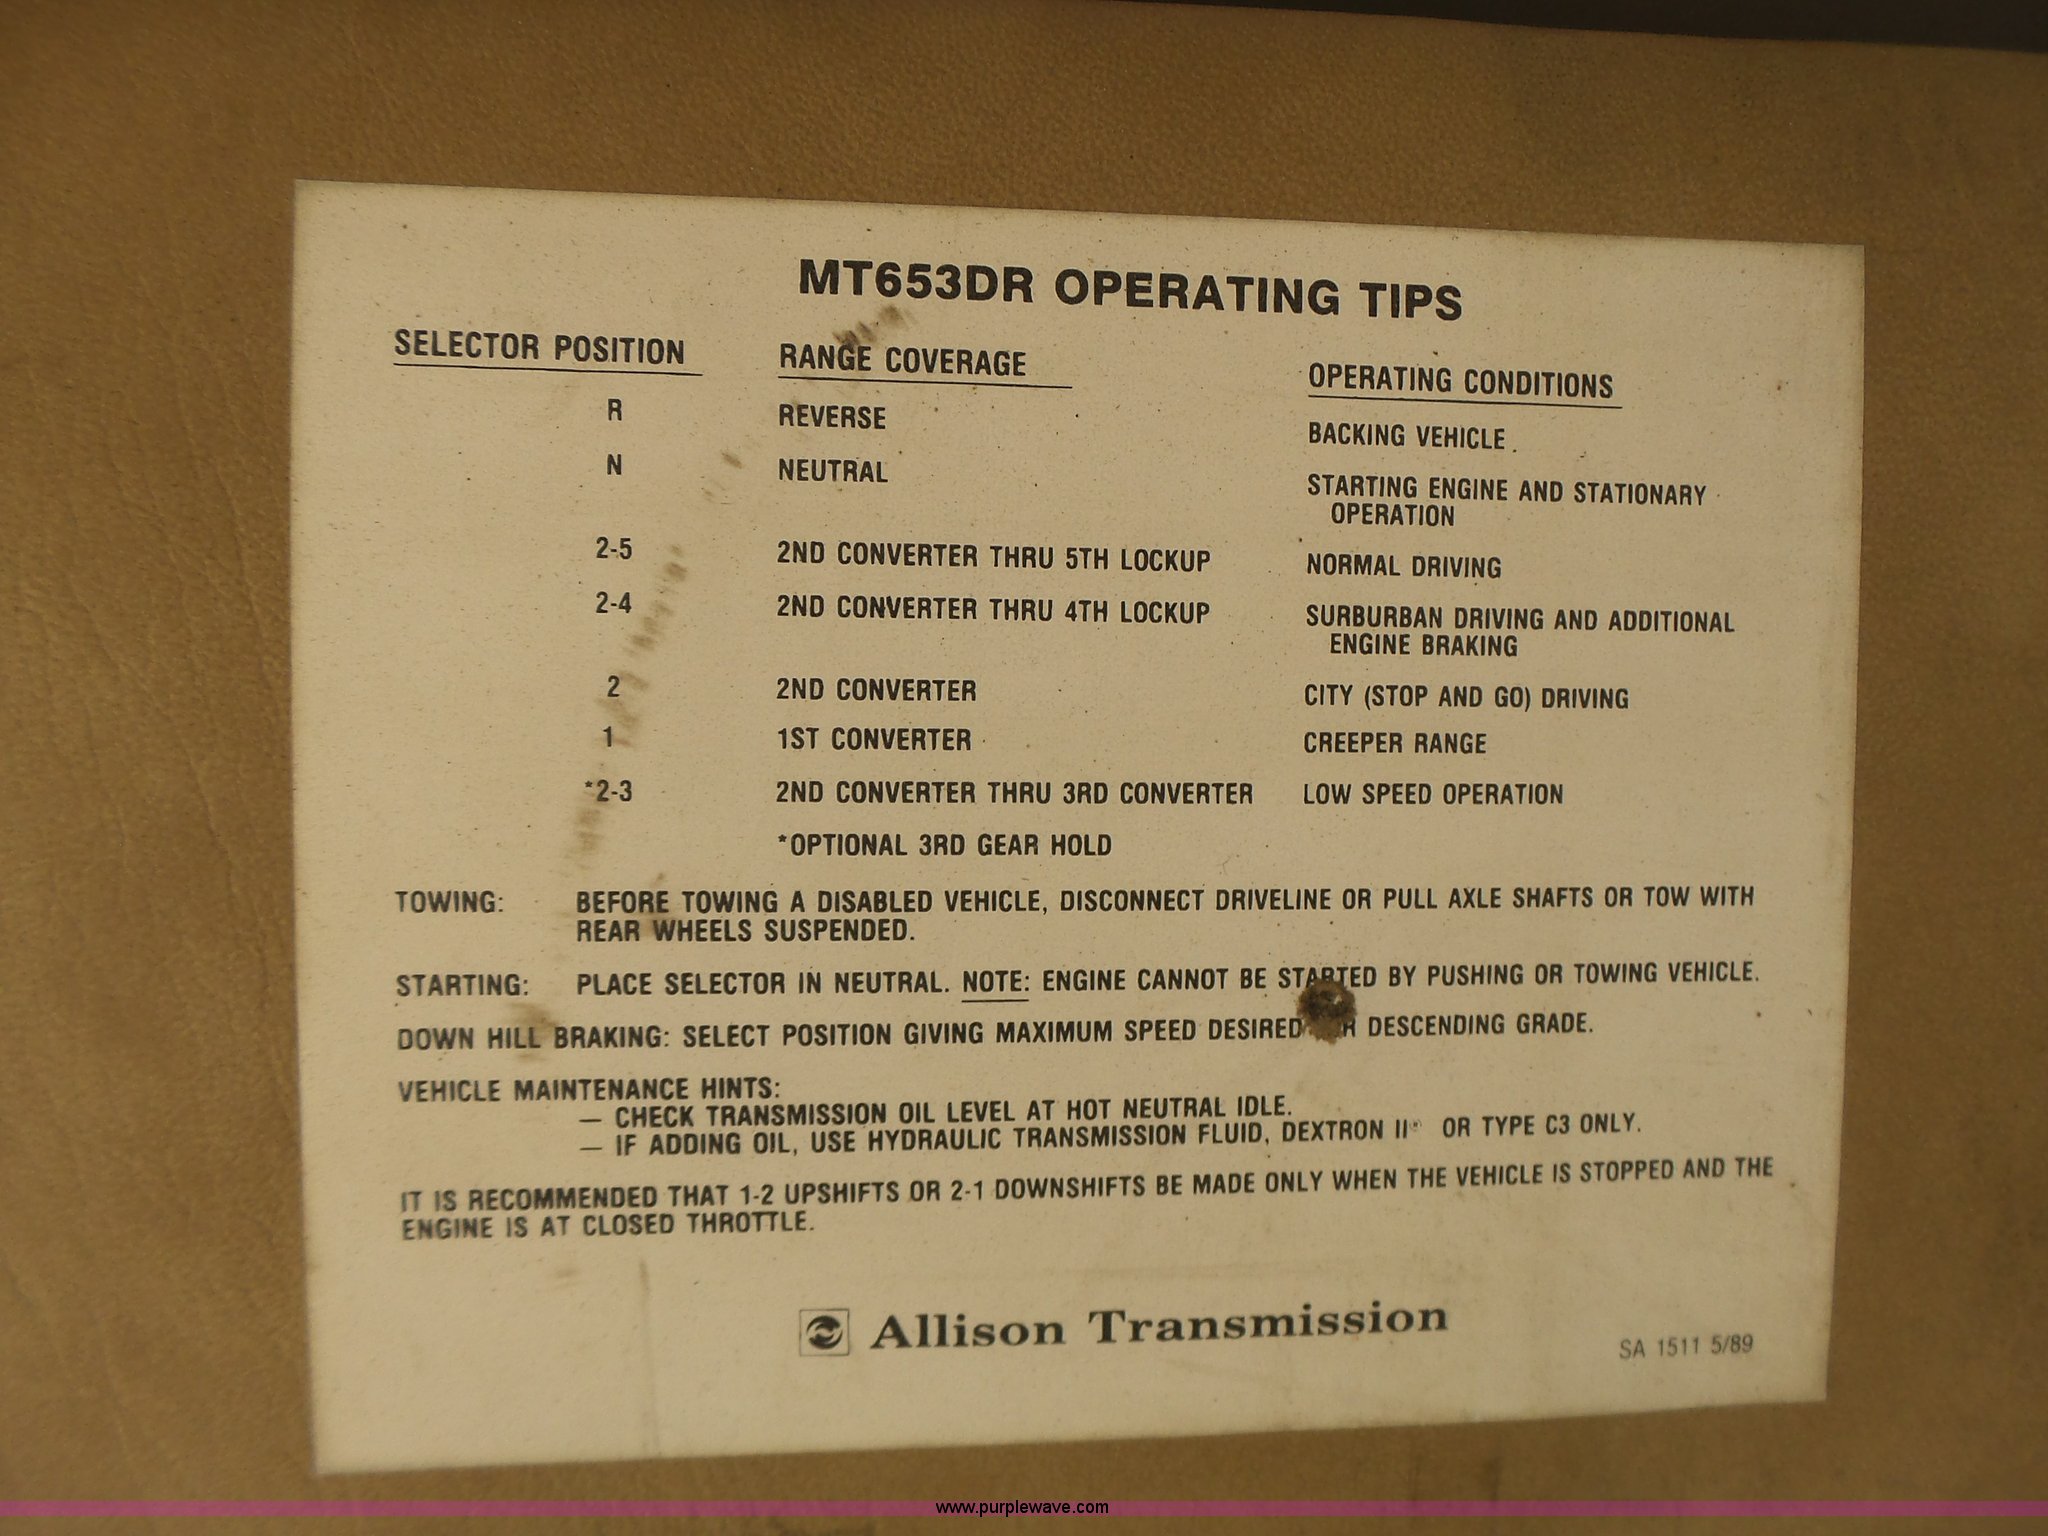 MT653DR OPERATING TIPS
SELECTOR POSITION RANGE COVERAGE OPERATING CONDITIONS
R REVERSE BACKING VEHICLE
N NEUTRAL STARTING ENGINE AND STATIONARY
OPERATION
2-5 2ND CONVERTER THRU 5TH LOCKUP NORMAL DRIVING
2-4 2ND CONVERTER THRU 4TH LOCKUP SURBURBAN DRIVING AND ADDITIONAL
ENGINE BRAKING
2 2ND CONVERTER CITY (STOP AND GO) DRIVING
1 1ST CONVERTER CREEPER RANGE
*2-3 2ND CONVERTER THRU 3RD CONVERTER LOW SPEED OPERATION
*OPTIONAL 3RD GEAR HOLD
TOWING: BEFORE TOWING A DISABLED VEHICLE, DISCONNECT DRIVELINE OR PULL AXLE SHAFTS OR TOW WITH
REAR WHEELS SUSPENDED.
STARTING: PLACE SELECTOR IN NEUTRAL. NOTE: ENGINE CANNOT BE STARTED BY PUSHING OR TOWING VEHICLE.
DOWN HILL BRAKING: SELECT POSITION GIVING MAXIMUM SPEED DESIRED DESCENDING GRADE.
VEHICLE MAINTENANCE HINTS:
— CHECK TRANSMISSION OIL LEVEL AT HOT NEUTRAL IDLE.
— IF ADDING OIL, USE HYDRAULIC TRANSMISSION FLUID, DEXTRON II® OR TYPE C3 ONLY.
IT IS RECOMMENDED THAT 1-2 UPSHIFTS OR 2-1 DOWNSHIFTS BE MADE ONLY WHEN THE VEHICLE IS STOPPED AND THE
ENGINE IS AT CLOSED THROTTLE.
Allison Transmission
SA 1511 5/89
www.purplewave.com